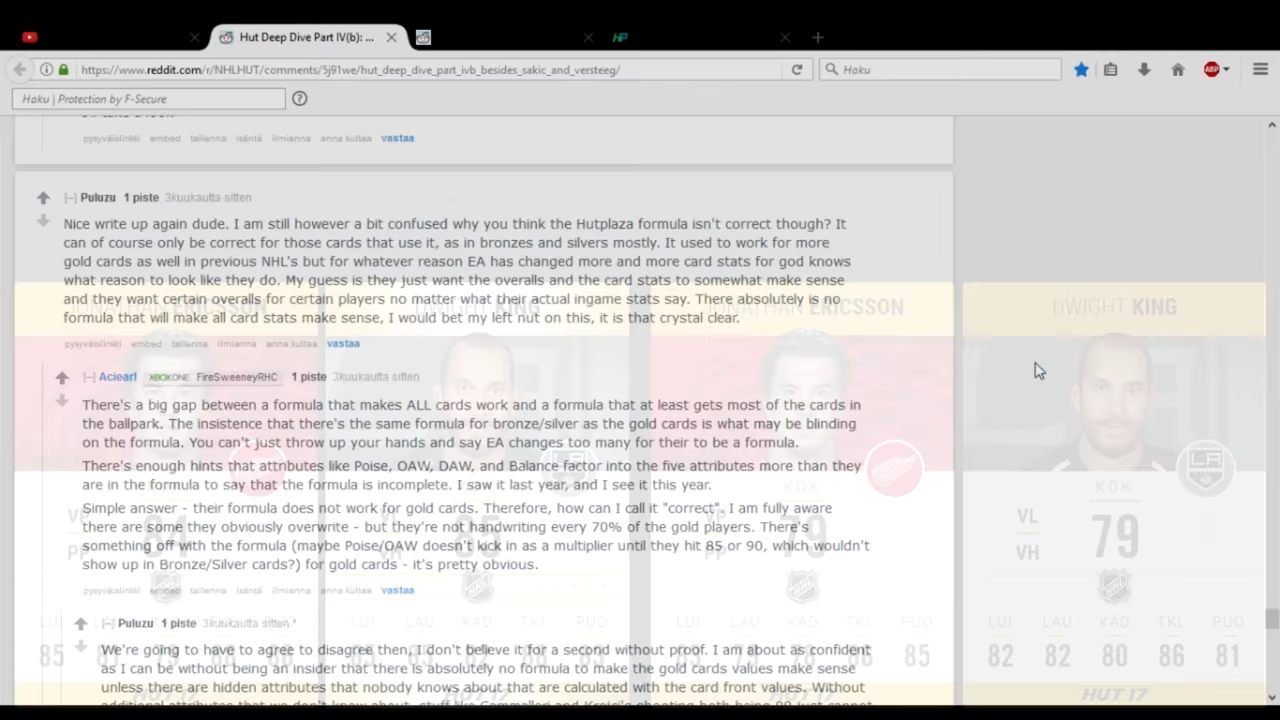 Hut Deep Dive Part IV(b): ...
https://www.reddit.com/r/NHLHUT/comments/5j91we/hut_deep_dive_part_ivb_besides_sakic_and_versteeg/
Haku
ABP
Haku | Protection by F-Secure
pysyväislinkki embed tallenna isäntä ilmianna anna kultaa vastaa
[–] Puluzu 1 piste 3kuukautta sitten
Nice write up again dude. I am still however a bit confused why you think the Hutplaza formula isn't correct though? It
can of course only be correct for those cards that use it, as in bronzes and silvers mostly. It used to work for more
gold cards as well in previous NHL's but for whatever reason EA has changed more and more card stats for god knows
what reason to look like they do. My guess is they just want the overalls and the card stats to somewhat make sense
and they want certain overalls for certain players no matter what their actual ingame stats say. There absolutely is no
formula that will make all card stats make sense, I would bet my left nut on this, it is that crystal clear.
pysyväislinkki embed tallenna ilmianna anna kultaa vastaa
[–] Faciearl XBOXONE FireSweeneyRHC 1 piste 3kuukautta sitten
There's a big gap between a formula that makes ALL cards work and a formula that at least gets most of the cards in
the ballpark. The insistence that there's the same formula for bronze/silver as the gold cards is what may be blinding
on the formula. You can't just throw up your hands and say EA changes too many for their to be a formula.
There's enough hints that attributes like Poise, OAW, DAW, and Balance factor into the five attributes more than they
are in the formula to say that the formula is incomplete. I saw it last year, and I see it this year.
Simple answer - their formula does not work for gold cards. Therefore, how can I call it "correct". I am fully aware
there are some they obviously overwrite - but they're not handwriting every 70% of the gold players. There's
something off with the formula (maybe Poise/OAW doesn't kick in as a multiplier until they hit 85 or 90, which wouldn't
show up in Bronze/Silver cards?) for gold cards - it's pretty obvious.
pysyväislinkki embed tallenna isäntä ilmianna anna kultaa vastaa
[–] Puluzu 1 piste 3kuukautta sitten
We're going to have to agree to disagree then, I don't believe it for a second without proof. I am about as confident
as I can be without being an insider that there is absolutely no formula to make the gold cards values make sense
unless there are hidden attributes that nobody knows about that are calculated with the card front values. Without
JONATHAN ERICSSON
DWIGHT KING
JONATHAN ERICSSON
DWIGHT KING
84
85
KOK
79
KOK
VL
VH
79
LUI LAU KAD TKL PUO
82 82 80 86 81
HUT 17